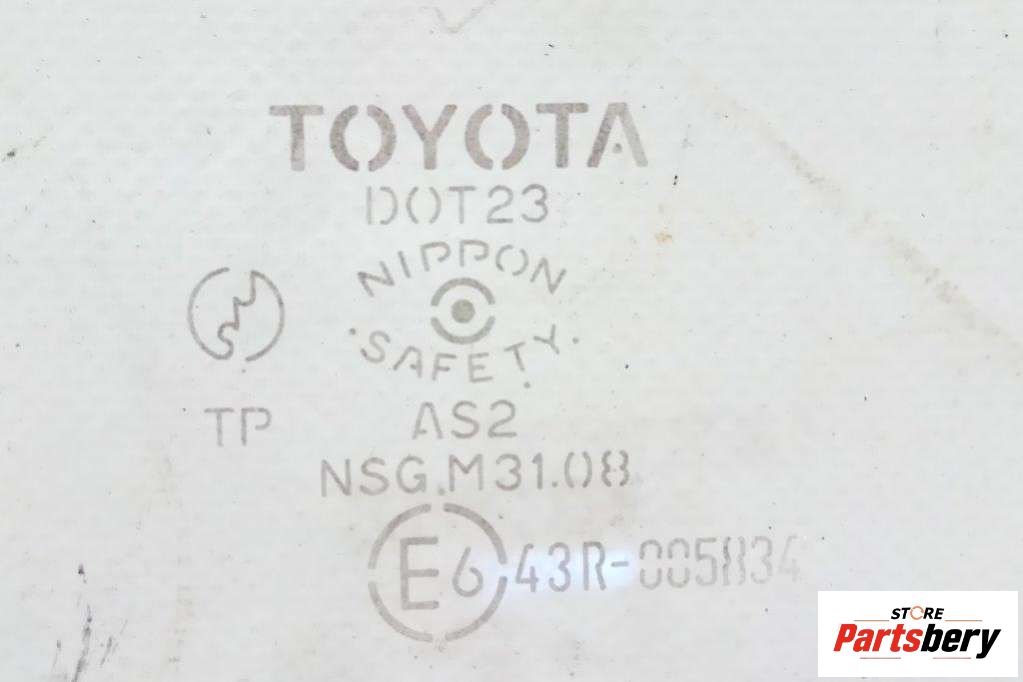 TOYOTA
DOT23
NIPPON
SAFETY
TP
AS2
NSG.M31.08
E6 43R-005834
STORE
Partsbery